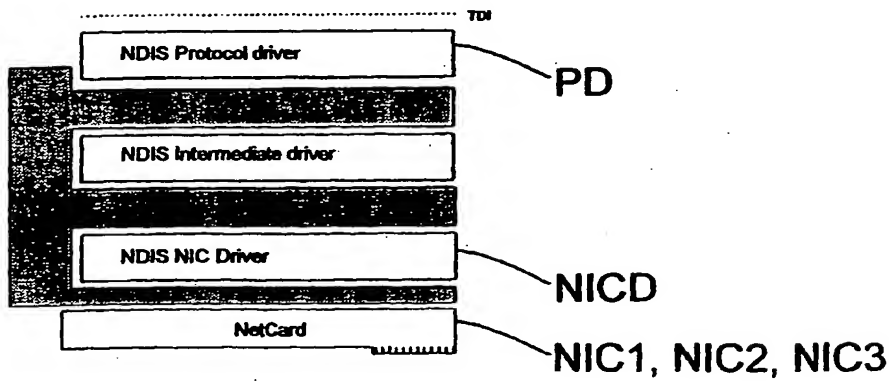 TDI
NDIS Protocol driver
PD
NDIS Intermediate driver
NDIS NIC Driver
NICD
NetCard
NIC1, NIC2, NIC3